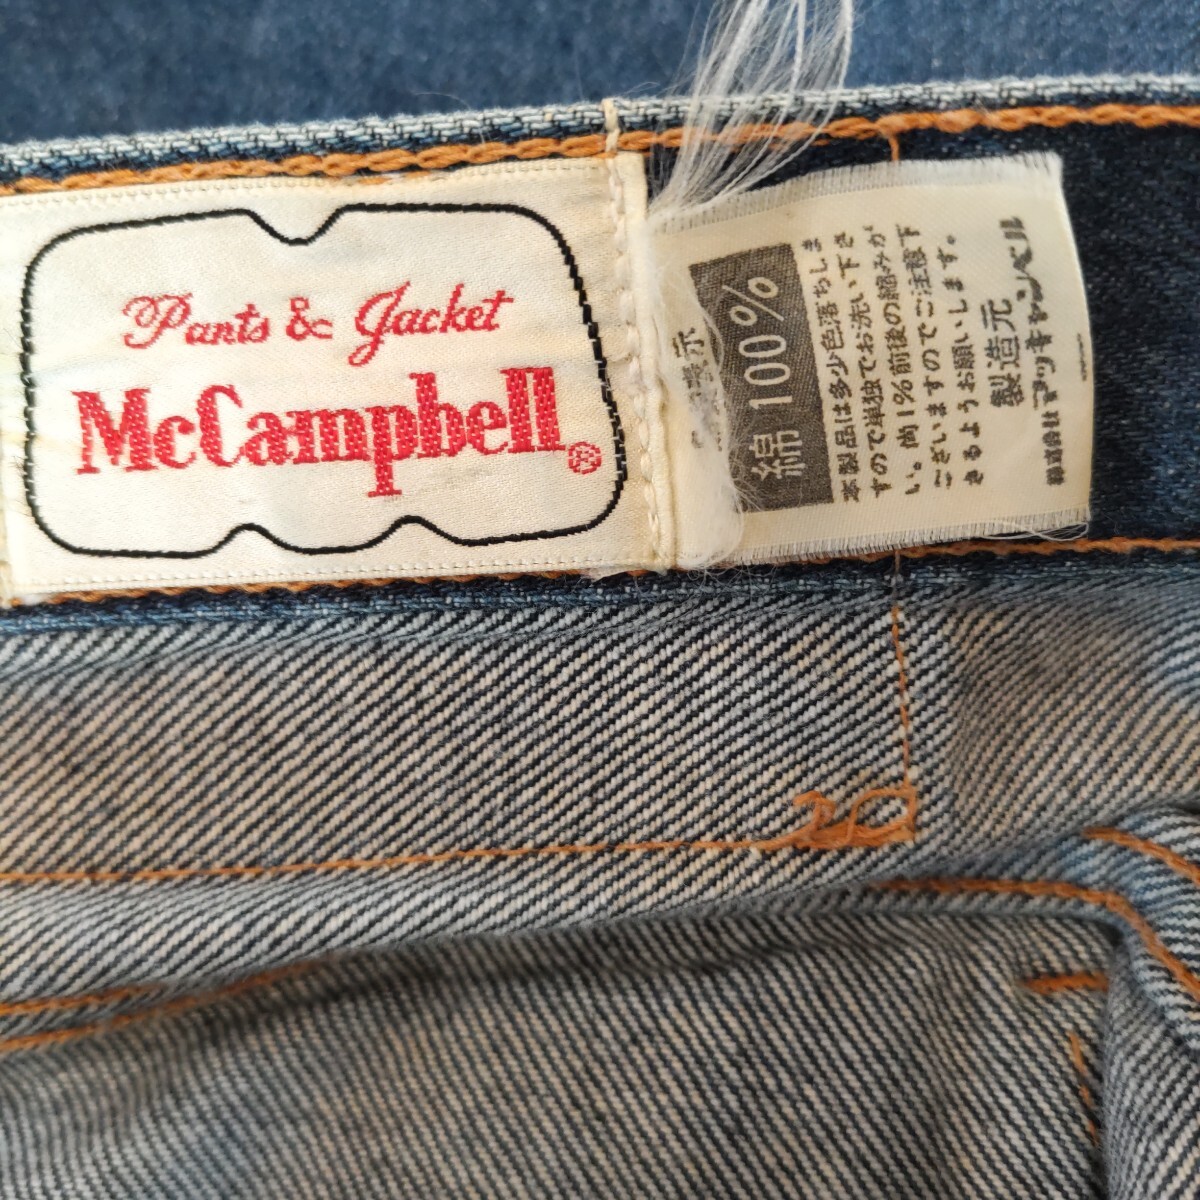 Pants & Jacket
McCampbell®
表示
綿 100%
本製品は多少色落ちしま
すので単独でお洗い下さ
い。尚1%前後の縮みが
ございますのでご注意下
さるようお願いします。
製造元
株式会社マッキャンベル